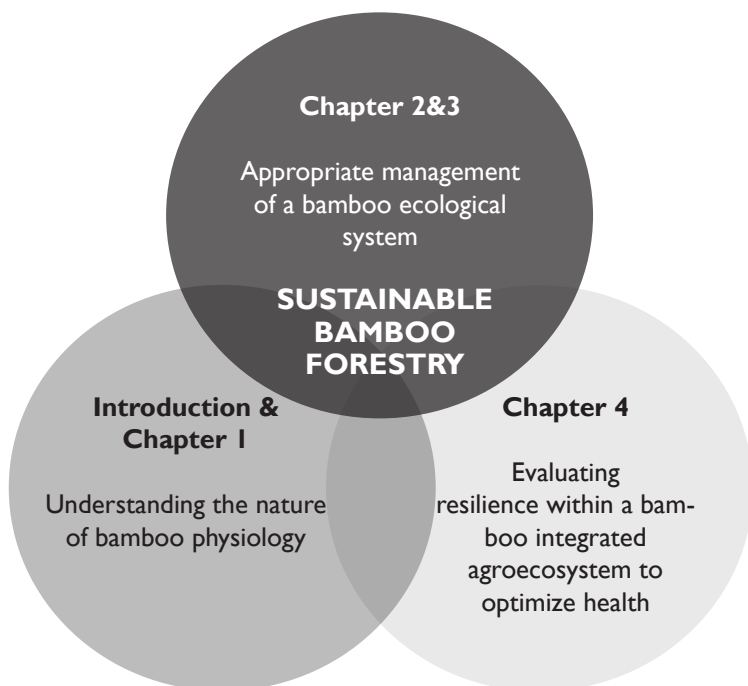 Chapter 2&3
Appropriate management
of a bamboo ecological
system
SUSTAINABLE
BAMBOO
FORESTRY
Introduction &
Chapter 1
Understanding the nature
of bamboo physiology
Chapter 4
Evaluating
resilience within a bam-
boo integrated
agroecosystem to
optimize health